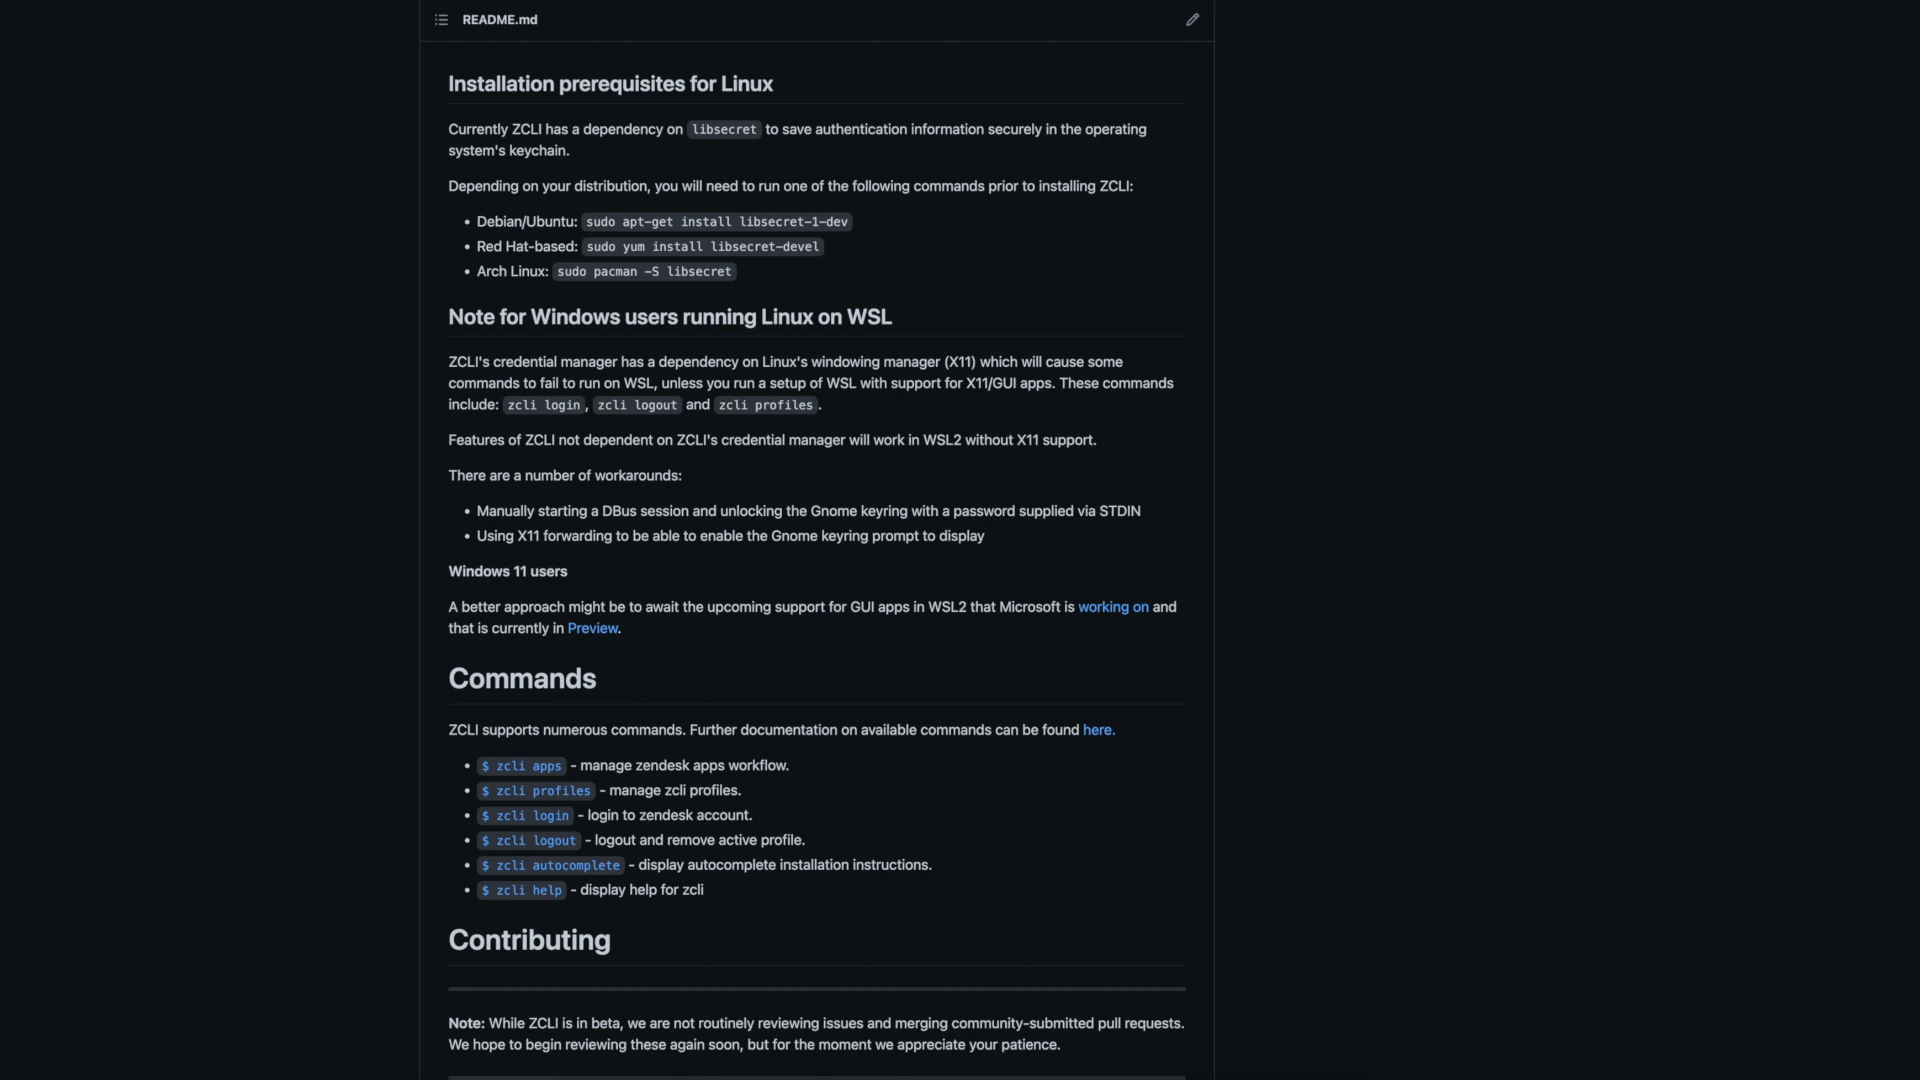 README.md
Installation prerequisites for Linux
Currently ZCLI has a dependency on libsecret to save authentication information securely in the operating
system's keychain.
Depending on your distribution, you will need to run one of the following commands prior to installing ZCLI:
• Debian/Ubuntu: sudo apt-get install libsecret-1-dev
• Red Hat-based: sudo yum install libsecret-devel
• Arch Linux: sudo pacman -S libsecret
Note for Windows users running Linux on WSL
ZCLI's credential manager has a dependency on Linux's windowing manager (X11) which will cause some
commands to fail to run on WSL, unless you run a setup of WSL with support for X11/GUI apps. These commands
include: zcli login, zcli logout and zcli profiles.
Features of ZCLI not dependent on ZCLI's credential manager will work in WSL2 without X11 support.
There are a number of workarounds:
• Manually starting a DBus session and unlocking the Gnome keyring with a password supplied via STDIN
• Using X11 forwarding to be able to enable the Gnome keyring prompt to display
Windows 11 users
A better approach might be to await the upcoming support for GUI apps in WSL2 that Microsoft is working on and
that is currently in Preview.
Commands
ZCLI supports numerous commands. Further documentation on available commands can be found here.
• $ zcli apps - manage zendesk apps workflow.
• $ zcli profiles - manage zcli profiles.
• $ zcli login - login to zendesk account.
• $ zcli logout - logout and remove active profile.
• $ zcli autocomplete - display autocomplete installation instructions.
• $ zcli help - display help for zcli
Contributing
Note: While ZCLI is in beta, we are not routinely reviewing issues and merging community-submitted pull requests.
We hope to begin reviewing these again soon, but for the moment we appreciate your patience.